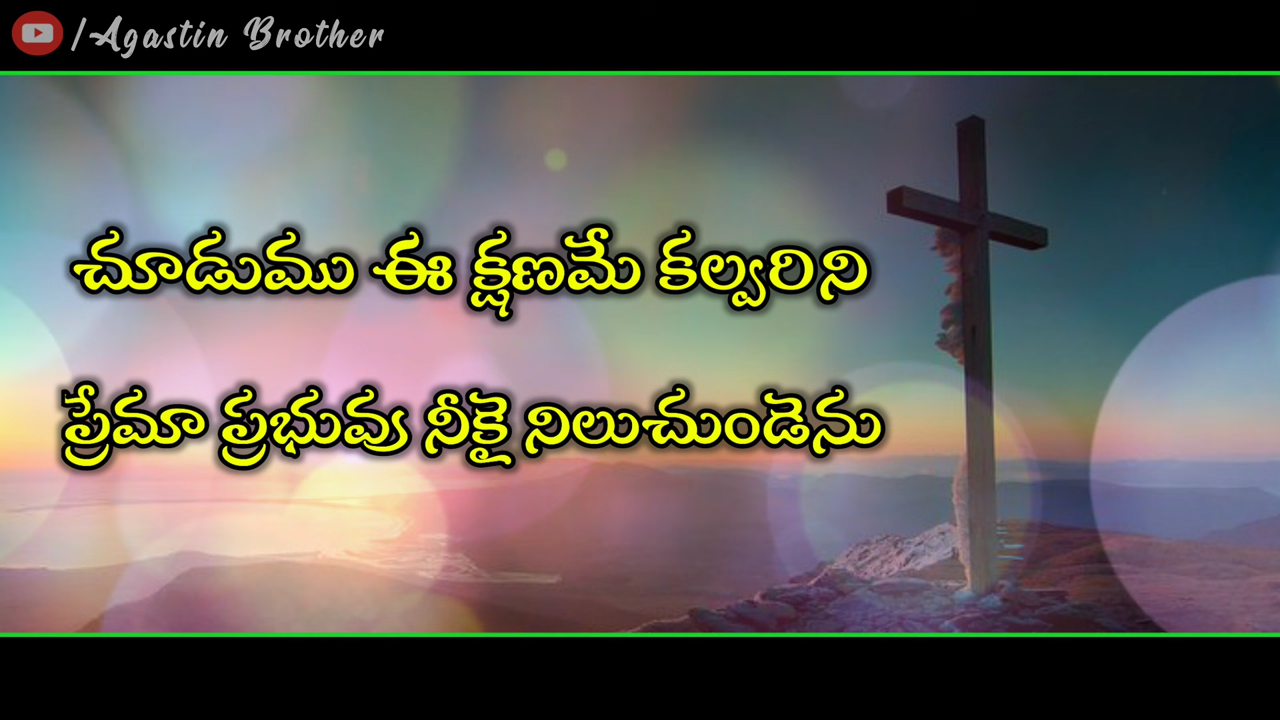 /Agastin Brother
చూడుము ఈ క్షణమే కల్వరిని
ప్రేమా ప్రభువు నీకై నిలుచుండెను